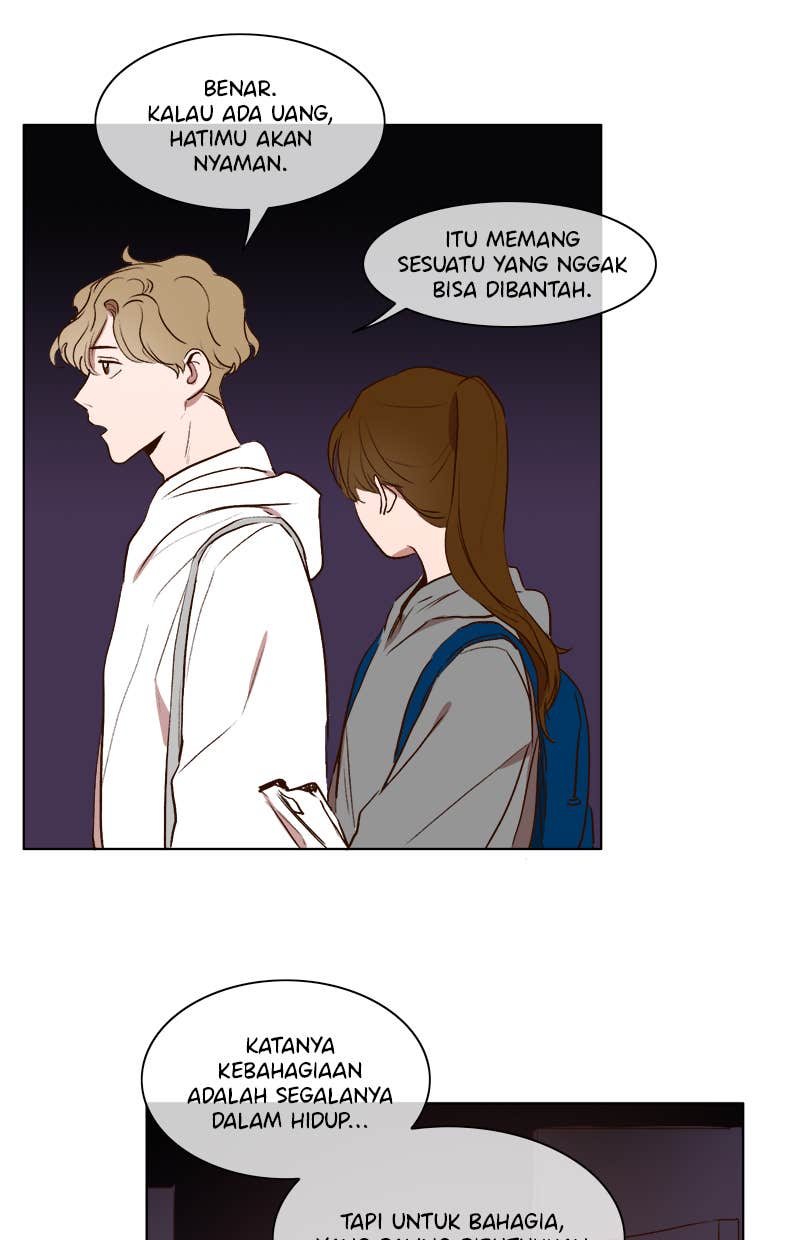 BENAR.
KALAU ADA UANG,
HATIMU AKAN
NYAMAN.
ITU MEMANG
SESUATU YANG NGGAK
BISA DIBANTAH.
KATANYA
KEBAHAGIAAN
ADALAH SEGALANYA
DALAM HIDUP...
TAPI UNTUK BAHAGIA,